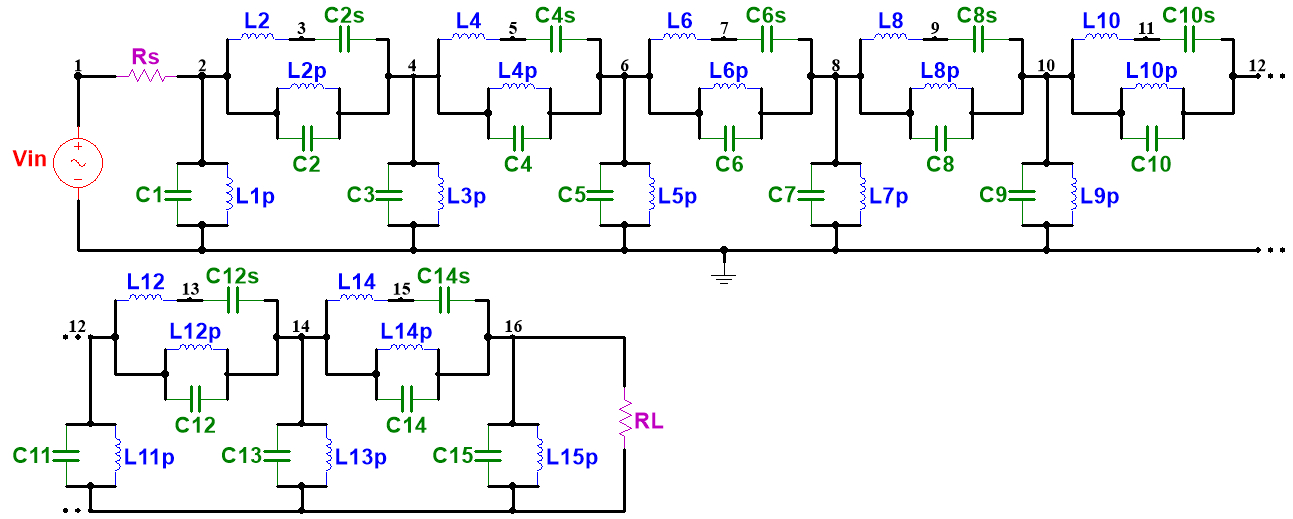 L2 3 C2s L4 5 C4s L6 7 C6s L8 9 C8s L10 11 C10s
1 Rs 2 L2p 4 L4p 6 L6p 8 L8p 10 L10p 12
C2 C4 C6 C8 C10
Vin + −
C1 L1p C3 L3p C5 L5p C7 L7p C9 L9p
L12 13 C12s L14 15 C14s
12 L12p 14 L14p 16
C12 C14 RL
C11 L11p C13 L13p C15 L15p